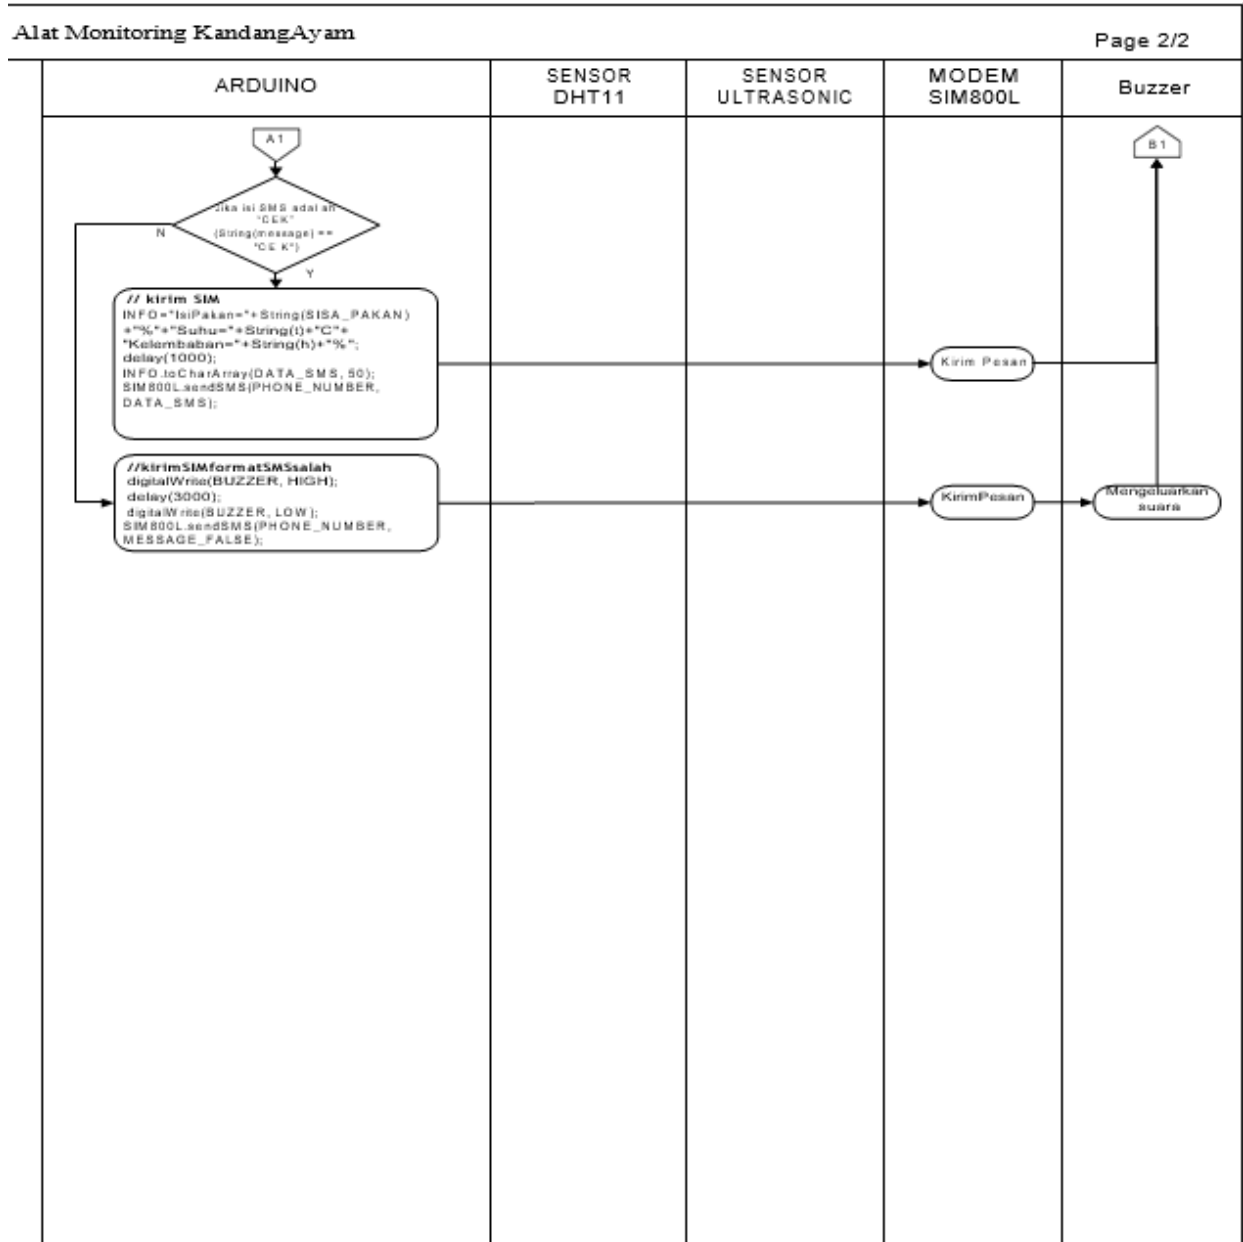 Alat Monitoring KandangAyam
Page 2/2
ARDUINO
SENSOR
DHT11
SENSOR
ULTRASONIC
MODEM
SIM800L
Buzzer
A1
B1
Jika isi SMS adalah
"CEK"
(String(message) ==
"CE K")
N
Y
// kirim SIM
INFO="IsiPakan="+String(SISA_PAKAN)
+"%"+"Suhu="+String(t)+"C"+
"Kelembaban="+String(h)+"%";
delay(1000);
INFO.toCharArray(DATA_SMS, 50);
SIM800L.sendSMS(PHONE_NUMBER,
DATA_SMS);
Kirim Pesan
//kirimSIMformatSMSsalah
digitalWrite(BUZZER, HIGH);
delay(3000);
digitalWrite(BUZZER, LOW);
SIM800L.sendSMS(PHONE_NUMBER,
MESSAGE_FALSE);
KirimPesan
Mengeluarkan
suara